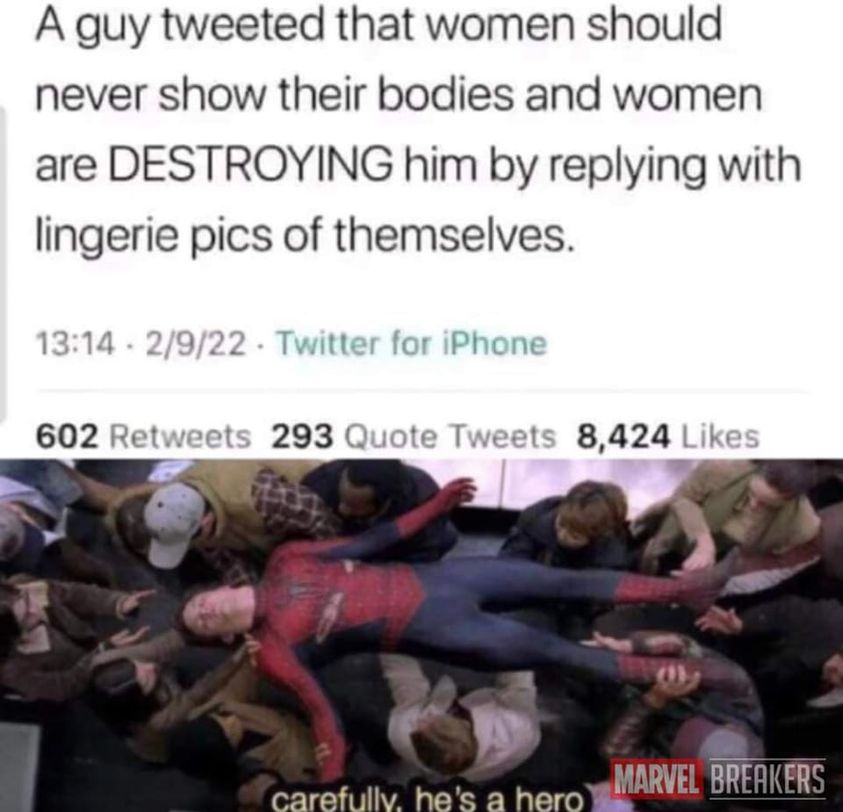 A guy tweeted that women should
never show their bodies and women
are DESTROYING him by replying with
lingerie pics of themselves.
13:14 · 2/9/22 · Twitter for iPhone
602 Retweets 293 Quote Tweets 8,424 Likes
carefully, he's a hero
MARVEL BREAKERS